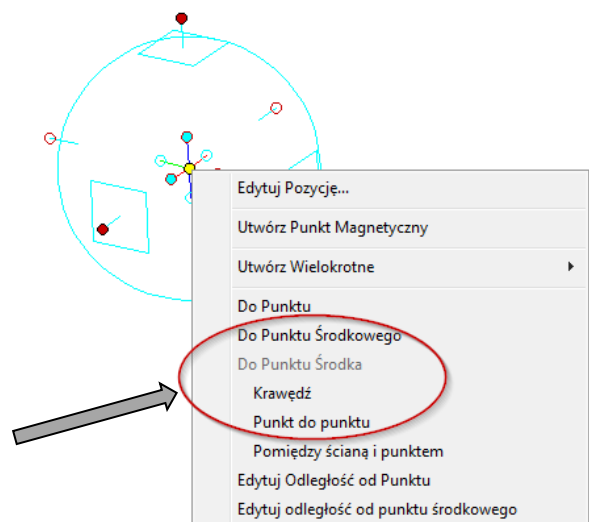 Edytuj Pozycję...
Utwórz Punkt Magnetyczny
Utwórz Wielokrotne
Do Punktu
Do Punktu Środkowego
Do Punktu Środka
Krawędź
Punkt do punktu
Pomiędzy ścianą i punktem
Edytuj Odległość od Punktu
Edytuj odległość od punktu środkowego